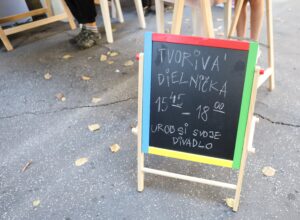 TVORIVÁ
DIELNIČKA
15 45
- 18 00
UROB SI SVOJE
DIVADLO